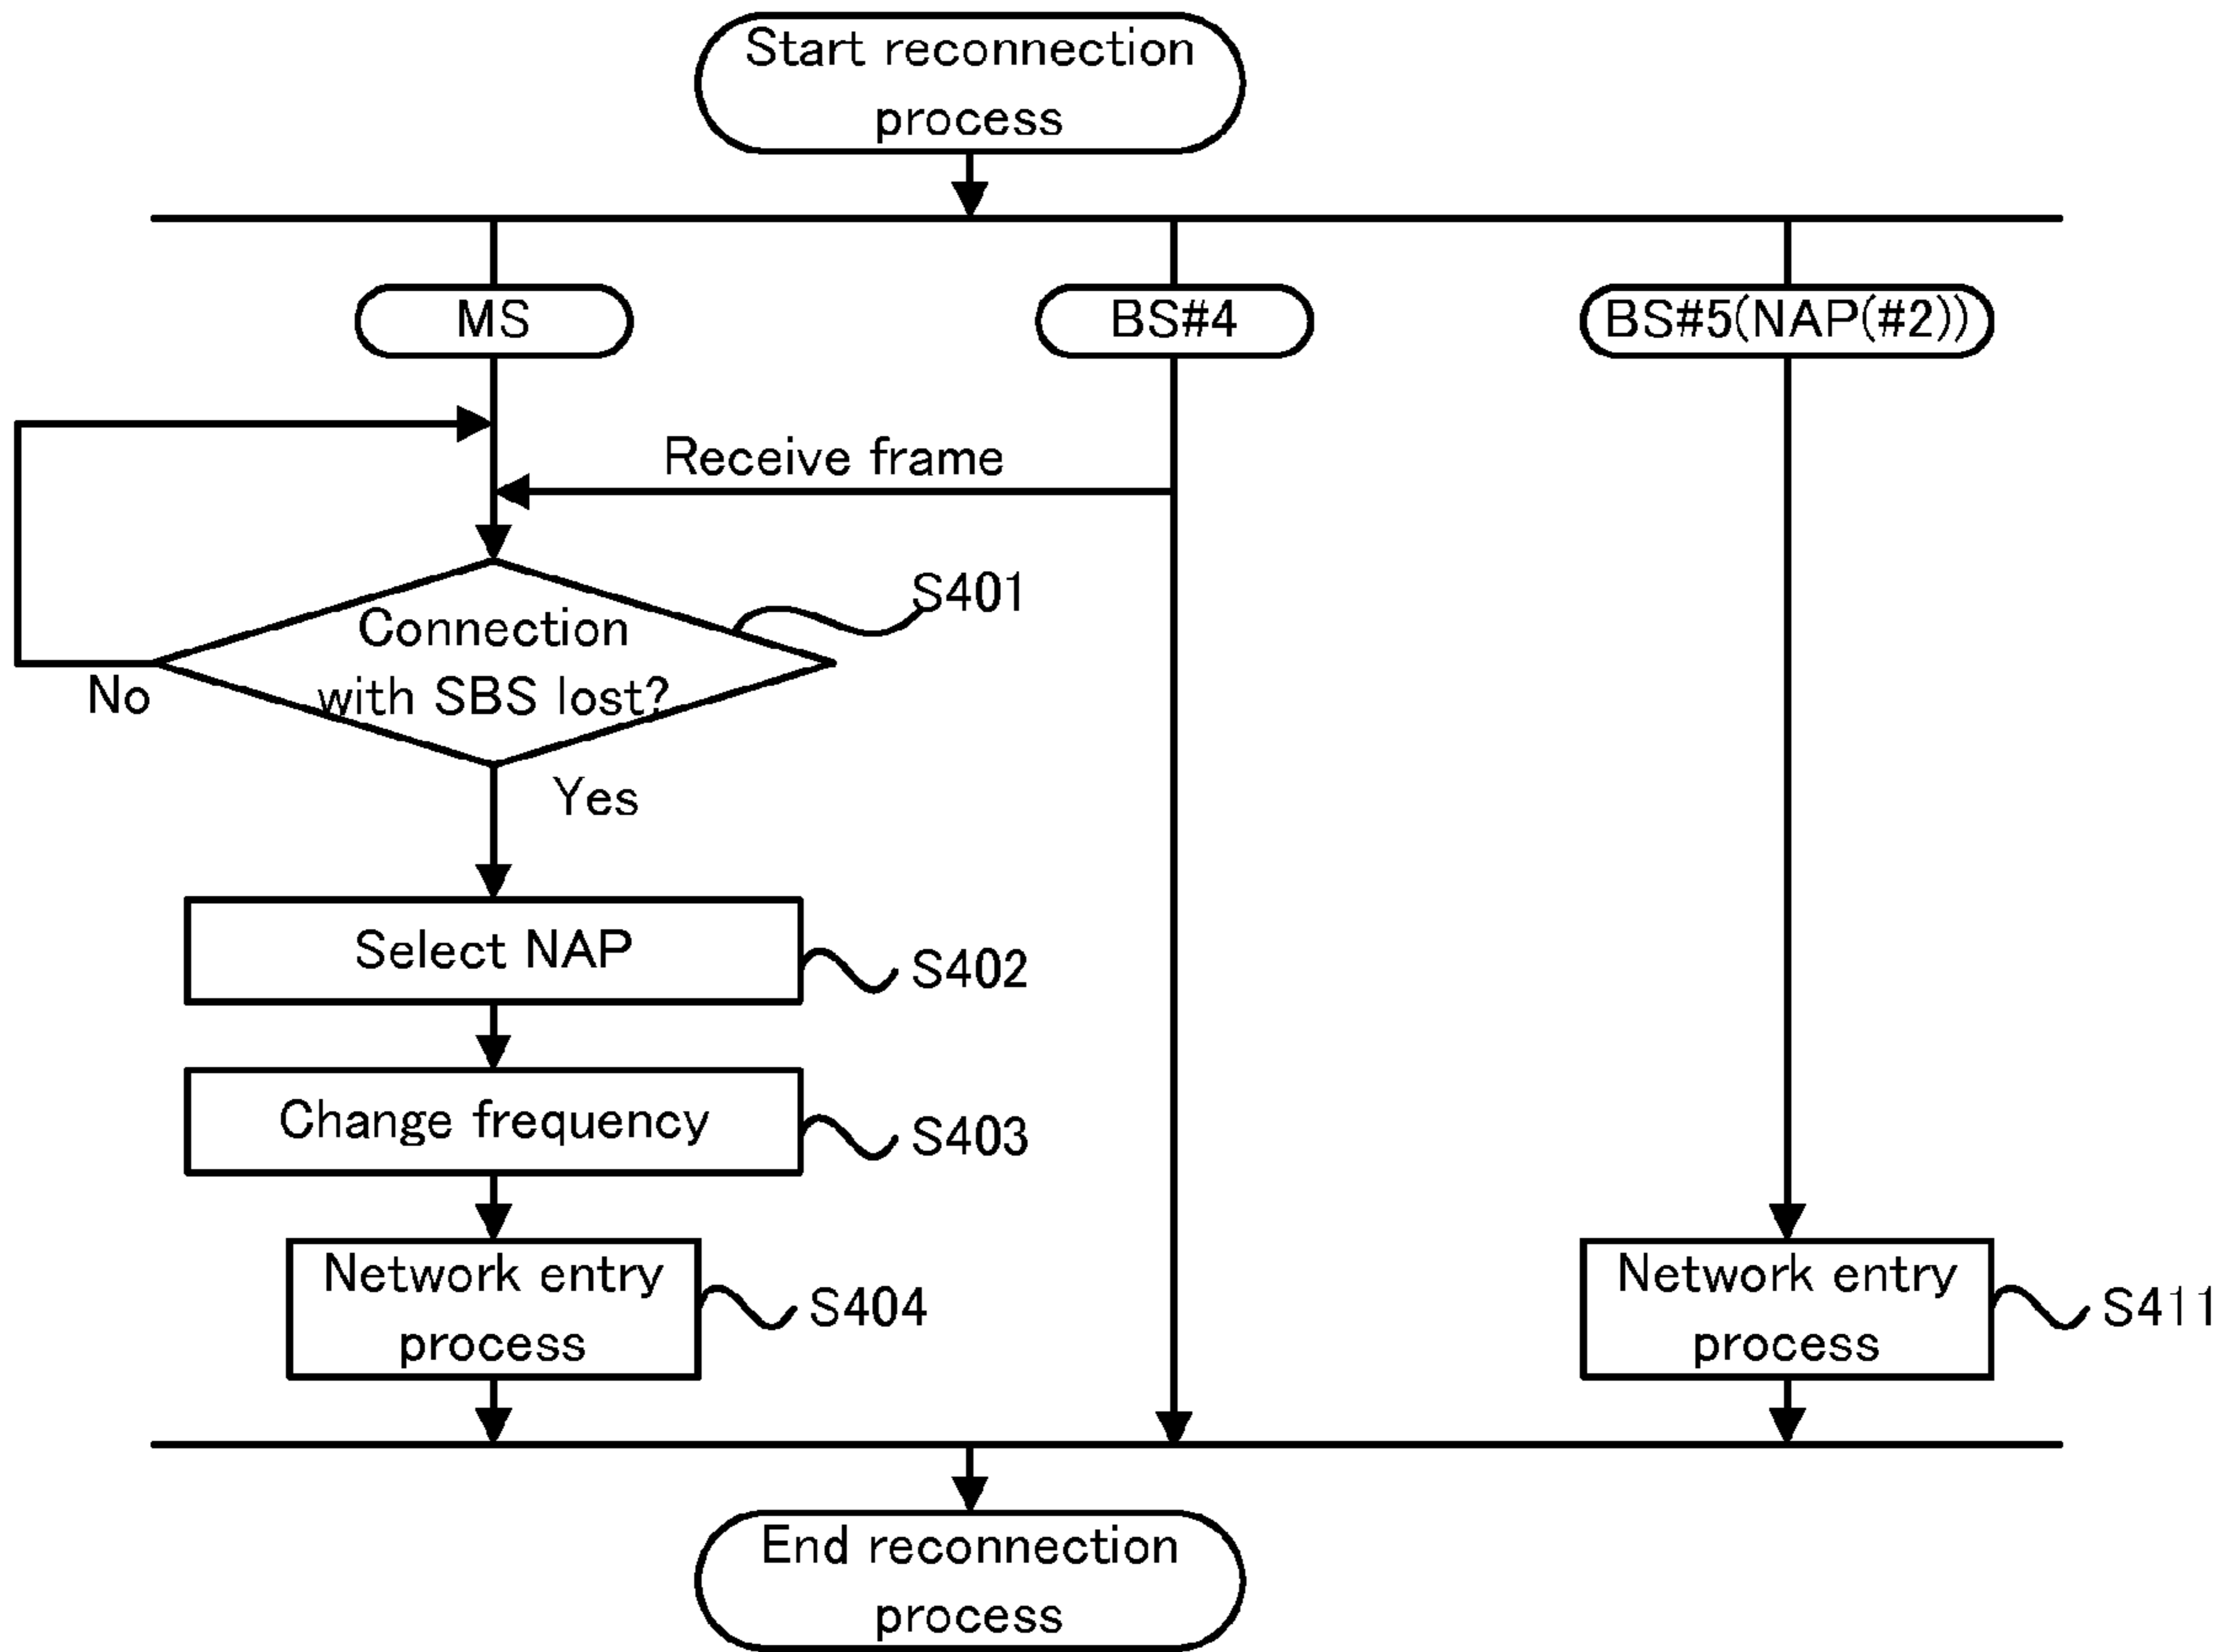 Start reconnection
process
MS
BS#4
BS#5(NAP(#2))
Receive frame
S401
Connection
with SBS lost?
No
Yes
Select NAP
S402
Change frequency
S403
Network entry
process
S404
Network entry
process
S411
End reconnection
process